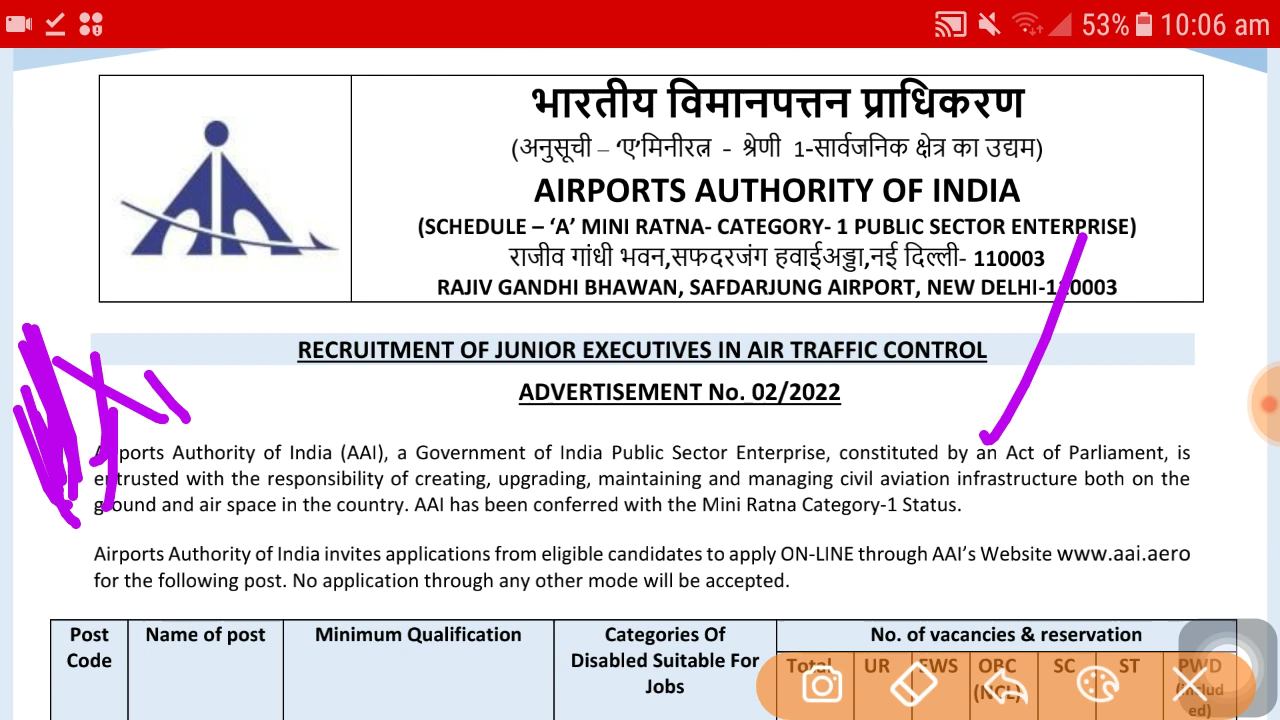 53% 10:06 am
भारतीय विमानपत्तन प्राधिकरण
(अनुसूची – ‘ए’मिनीरत्न - श्रेणी 1-सार्वजनिक क्षेत्र का उद्यम)
AIRPORTS AUTHORITY OF INDIA
(SCHEDULE – ‘A’ MINI RATNA- CATEGORY- 1 PUBLIC SECTOR ENTERPRISE)
राजीव गांधी भवन,सफदरजंग हवाईअड्डा,नई दिल्ली- 110003
RAJIV GANDHI BHAWAN, SAFDARJUNG AIRPORT, NEW DELHI-110003
RECRUITMENT OF JUNIOR EXECUTIVES IN AIR TRAFFIC CONTROL
ADVERTISEMENT No. 02/2022
Airports Authority of India (AAI), a Government of India Public Sector Enterprise, constituted by an Act of Parliament, is
entrusted with the responsibility of creating, upgrading, maintaining and managing civil aviation infrastructure both on the
ground and air space in the country. AAI has been conferred with the Mini Ratna Category-1 Status.
Airports Authority of India invites applications from eligible candidates to apply ON-LINE through AAI’s Website www.aai.aero
for the following post. No application through any other mode will be accepted.
Post Code
Name of post
Minimum Qualification
Categories Of Disabled Suitable For Jobs
No. of vacancies & reservation
Total UR EWS OBC (NCL) SC ST PWD (includ ed)